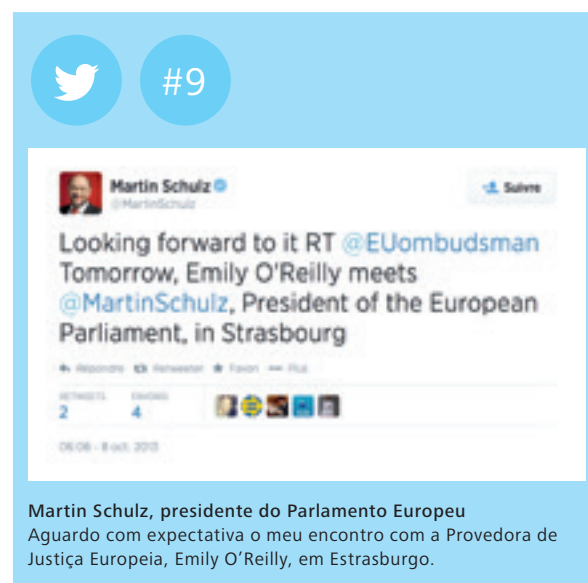 #9
Martin Schulz
@MartinSchulz
Suivre
Looking forward to it RT @EUombudsman
Tomorrow, Emily O'Reilly meets
@MartinSchulz, President of the European
Parliament, in Strasbourg
Répondre Retweeter Favori Plus
RETWEETS FAVORIS
2 4
06:06 - 8 oct. 2013
Martin Schulz, presidente do Parlamento Europeu
Aguardo com expectativa o meu encontro com a Provedora de
Justiça Europeia, Emily O’Reilly, em Estrasburgo.